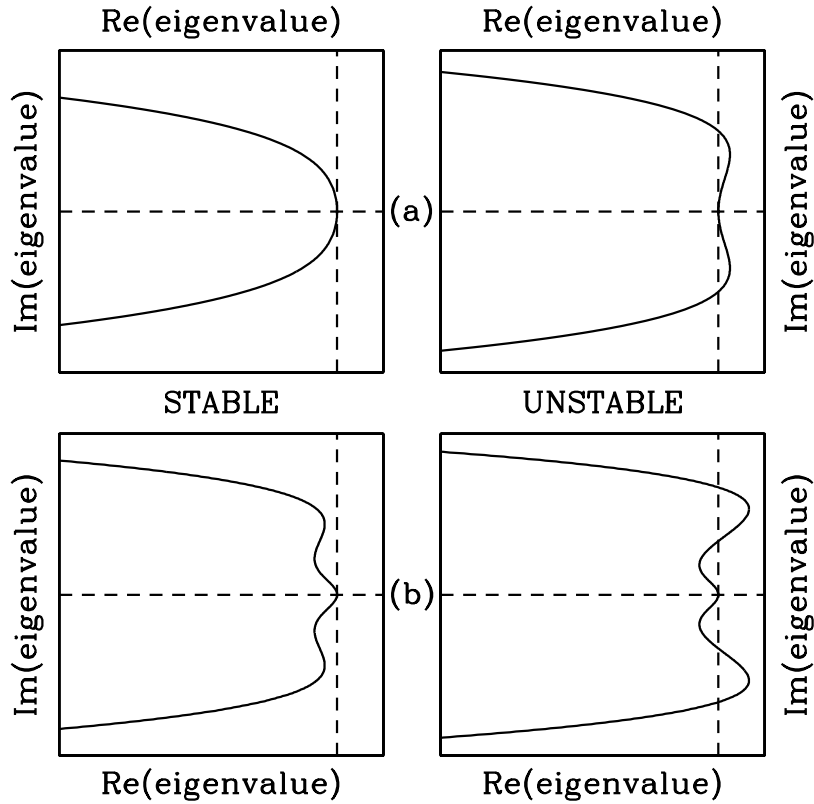 Re(eigenvalue)
Re(eigenvalue)
Im(eigenvalue)
(a)
Im(eigenvalue)
STABLE
UNSTABLE
Im(eigenvalue)
(b)
Im(eigenvalue)
Re(eigenvalue)
Re(eigenvalue)